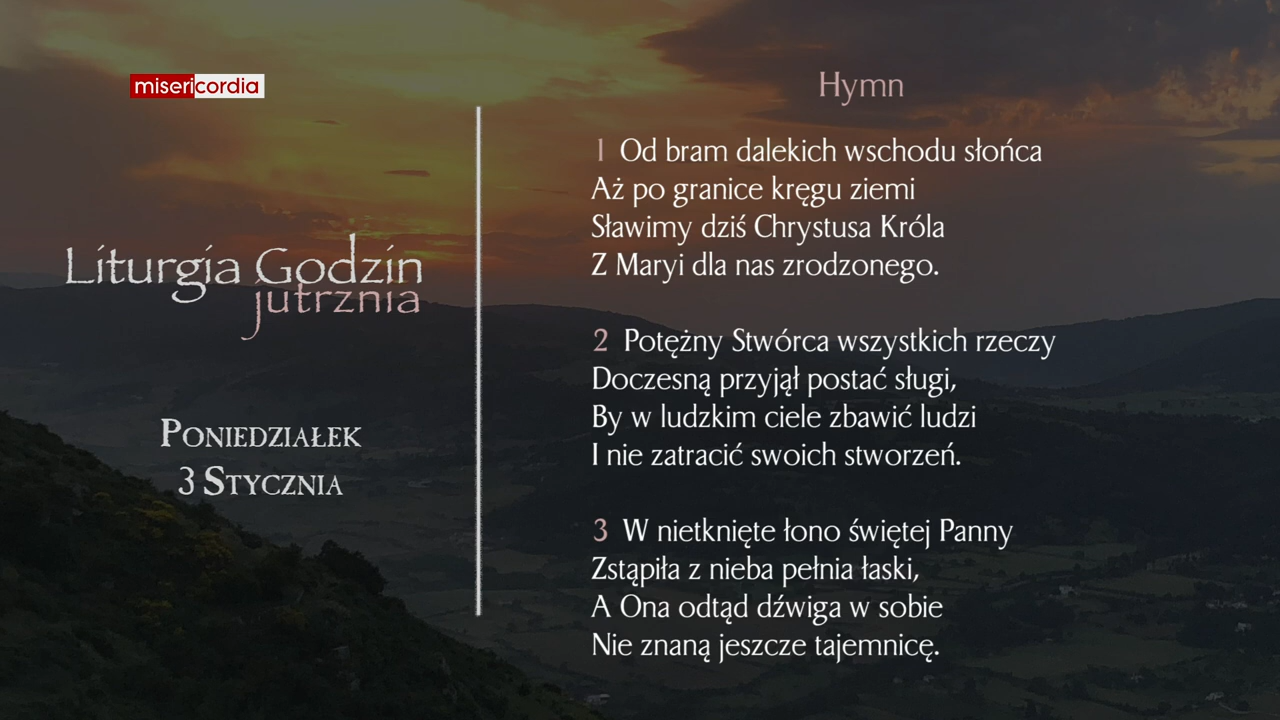 misericordia
Liturgia Godzin
jutrznia
Poniedziałek
3 Stycznia
Hymn
1 Od bram dalekich wschodu słońca
Aż po granice kręgu ziemi
Sławimy dziś Chrystusa Króla
Z Maryi dla nas zrodzonego.
2 Potężny Stwórca wszystkich rzeczy
Doczesną przyjął postać sługi,
By w ludzkim ciele zbawić ludzi
I nie zatracić swoich stworzeń.
3 W nietknięte łono świętej Panny
Zstąpiła z nieba pełnia łaski,
A Ona odtąd dźwiga w sobie
Nie znaną jeszcze tajemnicę.